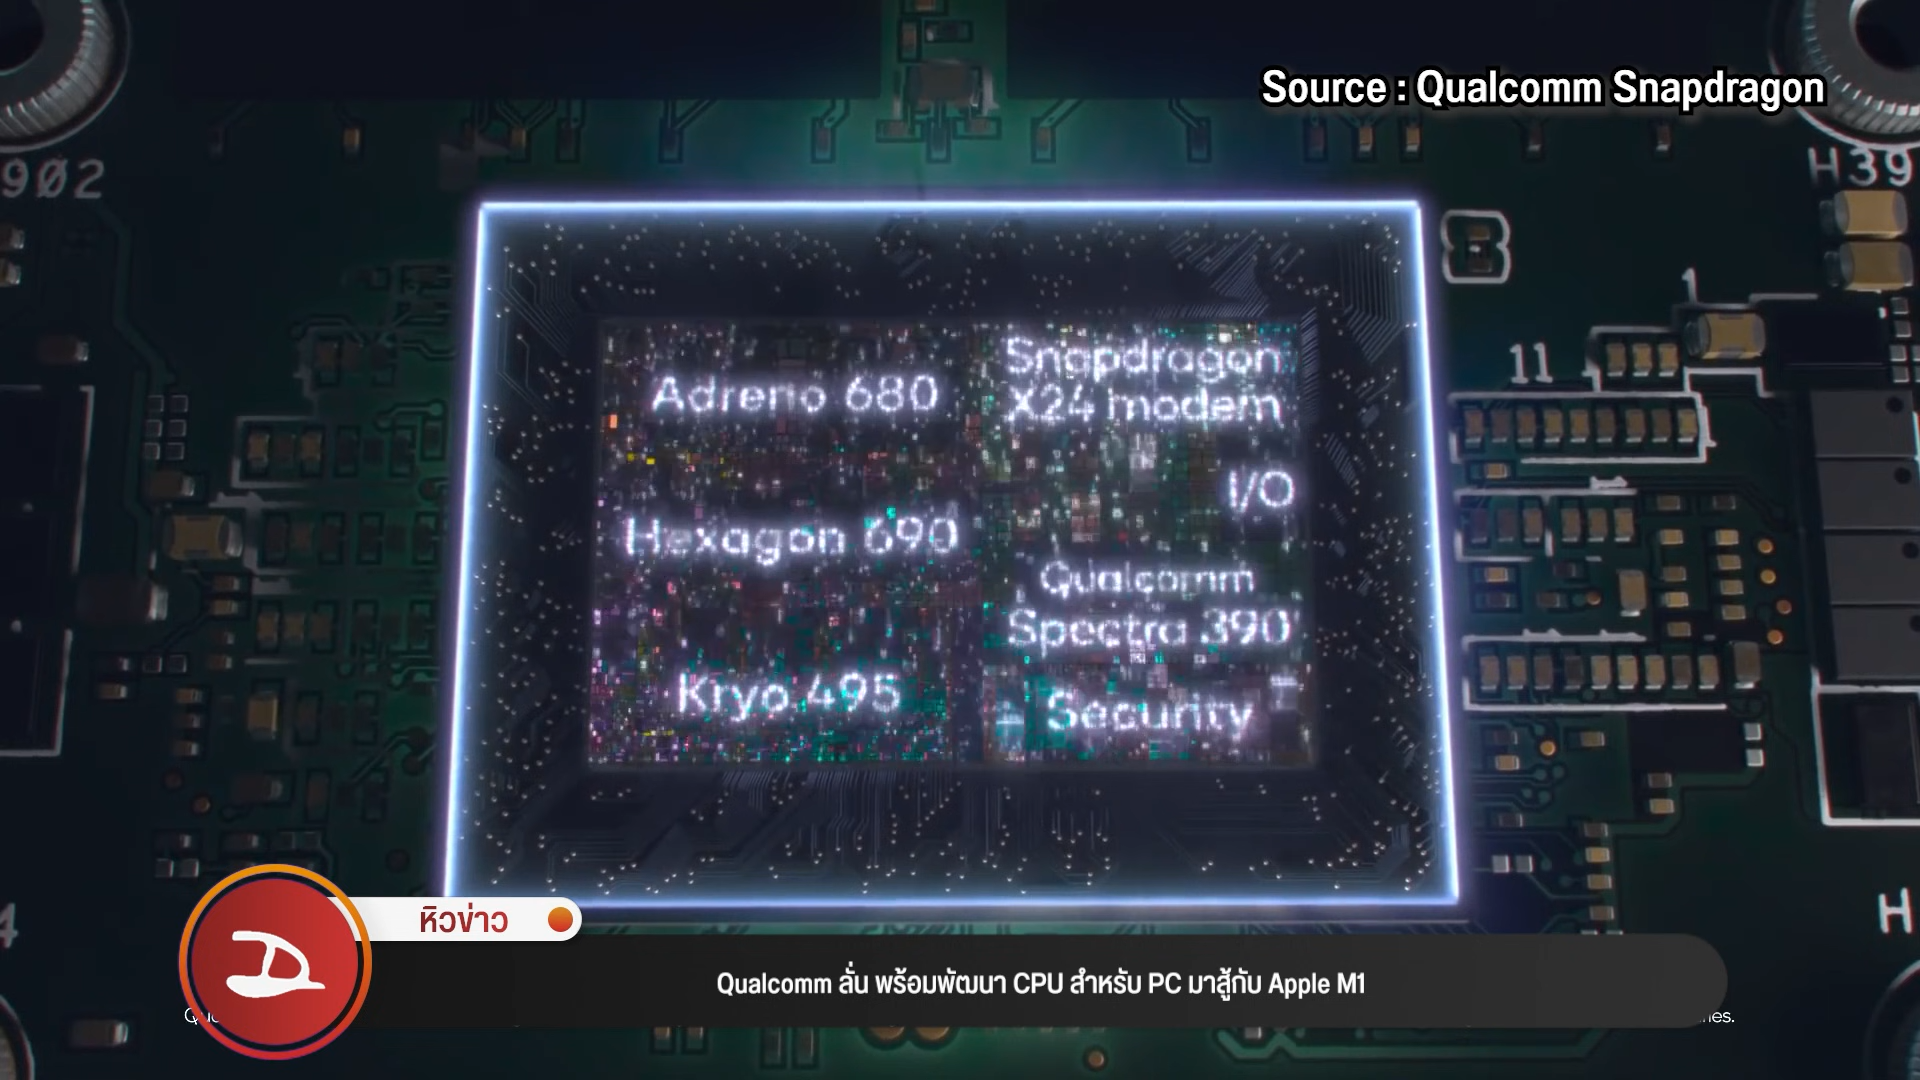 Source : Qualcomm Snapdragon
902
H39
1
11
Adreno 680
Snapdragon
X24 modem
I/O
Hexagon 690
Qualcomm
Spectra 390
Kryo 495
Security
4
H
หิวข่าว
Qualcomm ลั่น พร้อมพัฒนา CPU สำหรับ PC มาสู้กับ Apple M1